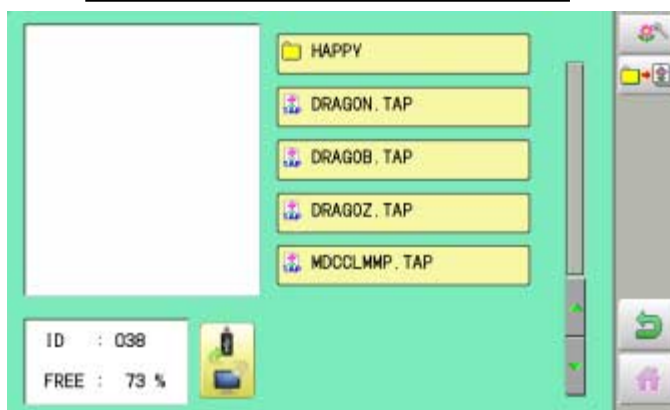 HAPPY
DRAGON.TAP
DRAGOB.TAP
DRAGOZ.TAP
MDCCLMMP.TAP
ID : 038
FREE : 73 %